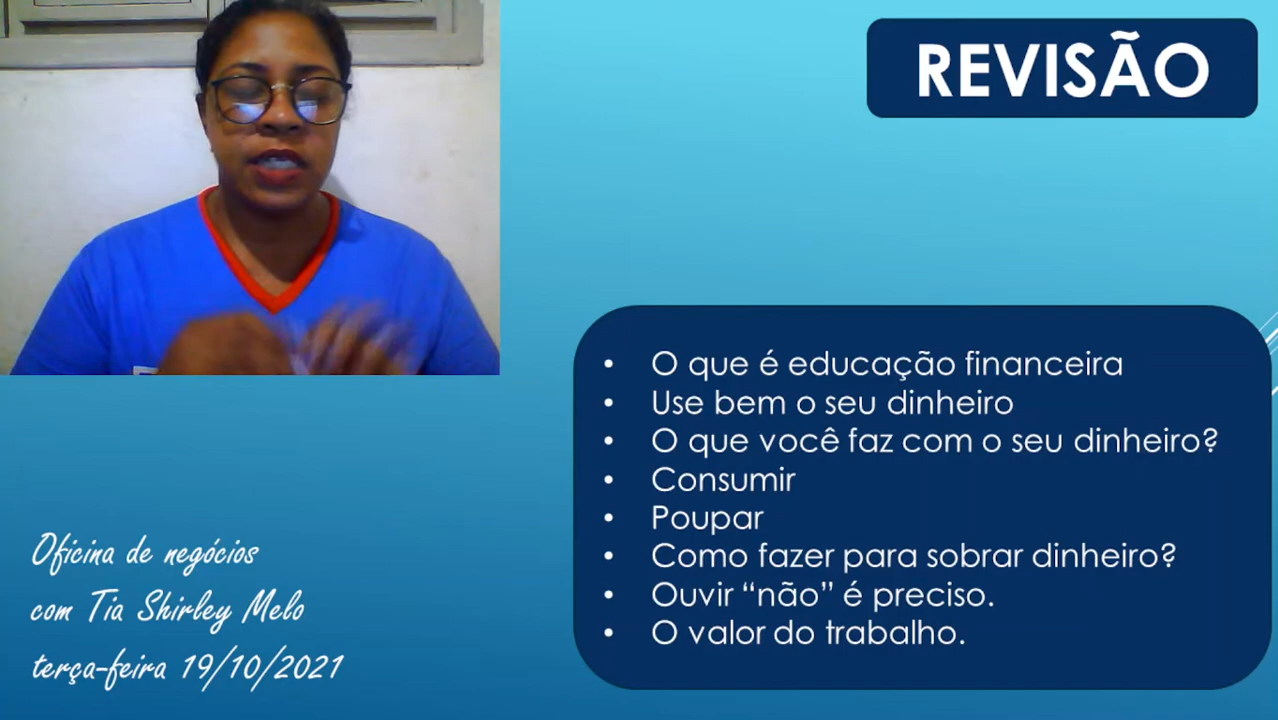 REVISÃO
• O que é educação financeira
• Use bem o seu dinheiro
• O que você faz com o seu dinheiro?
• Consumir
• Poupar
• Como fazer para sobrar dinheiro?
• Ouvir “não” é preciso.
• O valor do trabalho.
Oficina de negócios
com Tia Shirley Melo
terça-feira 19/10/2021